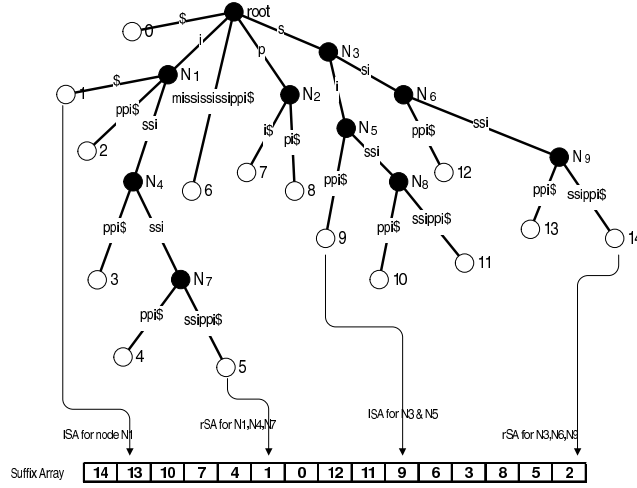 $ root
0 i s
p N3
$ N1 si
1 ppi$ mississississippi$ N2 i N6
ssi ppi$ ssi
2 i$ pi$ N5
ssi N9
N4 6 7 8 ppi$ N8 12
ppi$ ssippi$
ppi$ ssi ppi$ ssippi$
9 13 14
3 N7 10 11
ppi$ ssippi$
4 5
lSA for node N1 rSA for N1,N4,N7 lSA for N3 & N5 rSA for N3,N6,N9
Suffix Array 14 13 10 7 4 1 0 12 11 9 6 3 8 5 2